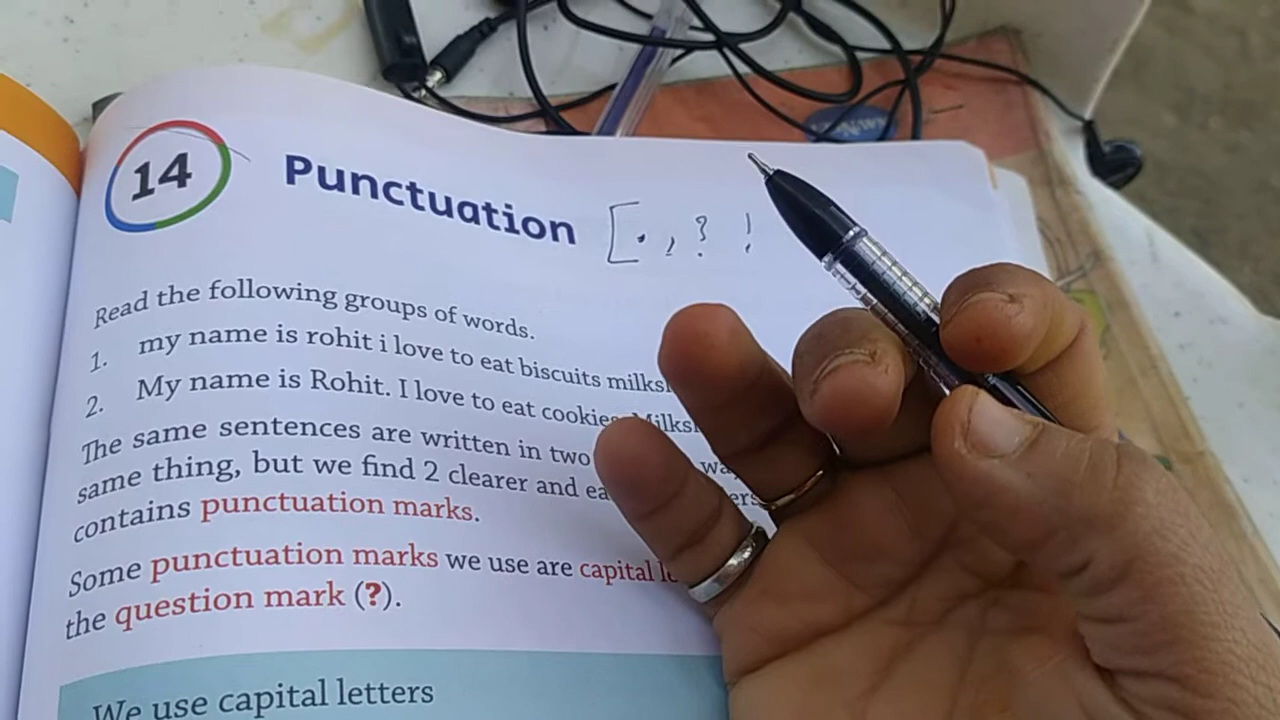 14
Punctuation [ . , ? !
Read the following groups of words.
1. my name is rohit i love to eat biscuits
2. My name is Rohit. I love to eat
The same sentences are written in two
same thing, but we find 2 clearer and
contains punctuation marks.
Some punctuation marks we use are capital
the question mark (?).
We use capital letters